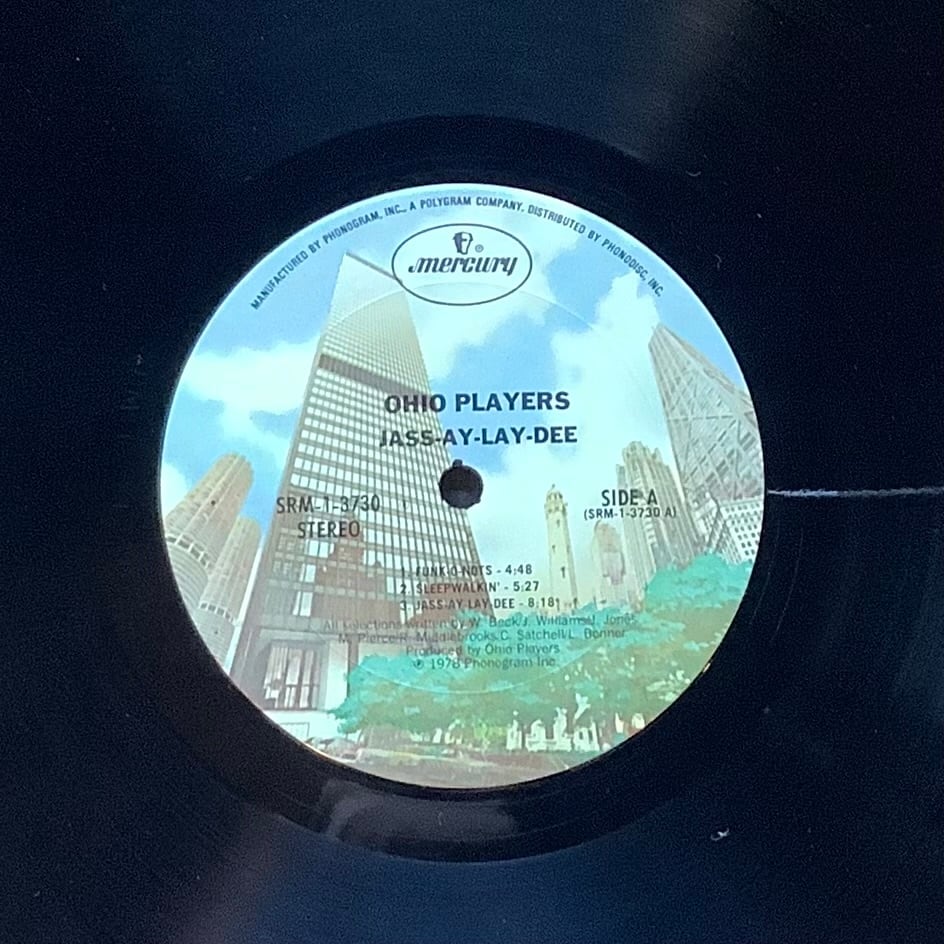 MANUFACTURED BY PHONOGRAM, INC., A POLYGRAM COMPANY, DISTRIBUTED BY PHONODISC, INC.
®
mercury
OHIO PLAYERS
JASS-AY-LAY-DEE
SRM-1-3730
STEREO
SIDE A
(SRM-1-3730 A)
1. FUNK-O-NOTS - 4:48
2. SLEEPWALKIN' - 5:27
3. JASS-AY-LAY-DEE - 8:18
All selections written by W. Beck/J. Williams/J. Jones/
M. Pierce/R. Middlebrooks/C. Satchell/L. Bonner
Produced by Ohio Players
℗ 1978 Phonogram Inc.